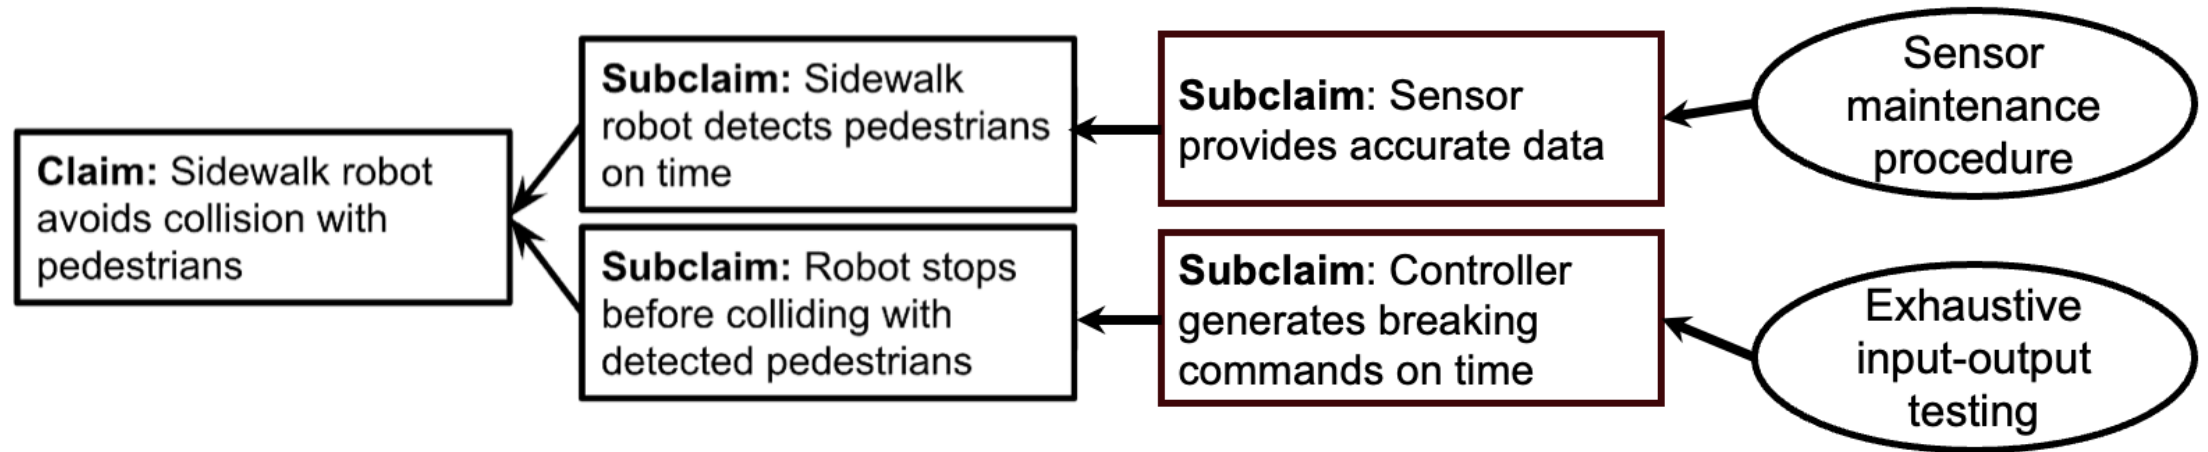 Claim: Sidewalk robot
avoids collision with
pedestrians
Subclaim: Sidewalk
robot detects pedestrians
on time
Subclaim: Robot stops
before colliding with
detected pedestrians
Subclaim: Sensor
provides accurate data
Subclaim: Controller
generates breaking
commands on time
Sensor
maintenance
procedure
Exhaustive
input-output
testing